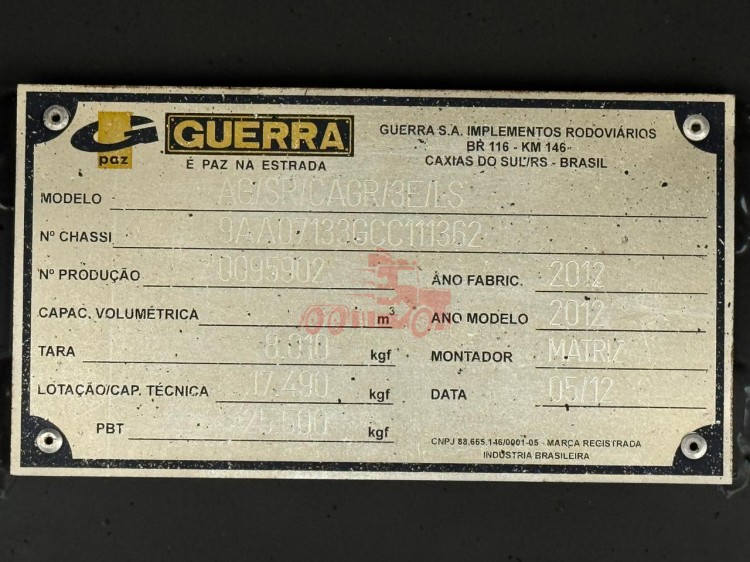 paz
GUERRA
É PAZ NA ESTRADA
GUERRA S.A. IMPLEMENTOS RODOVIÁRIOS
BR 116 - KM 146
CAXIAS DO SUL/RS - BRASIL
MODELO AG/SR/CAGR/3E/LS
Nº CHASSI 9AA07133GCC111362
Nº PRODUÇÃO 0095902 ANO FABRIC. 2012
CAPAC. VOLUMÉTRICA m³ ANO MODELO 2012
TARA 8.010 kgf MONTADOR MATRIZ
LOTAÇÃO/CAP. TÉCNICA 17.490 kgf DATA 05/12
PBT 25.500 kgf
CNPJ 88.665.146/0001-05 - MARCA REGISTRADA
INDÚSTRIA BRASILEIRA